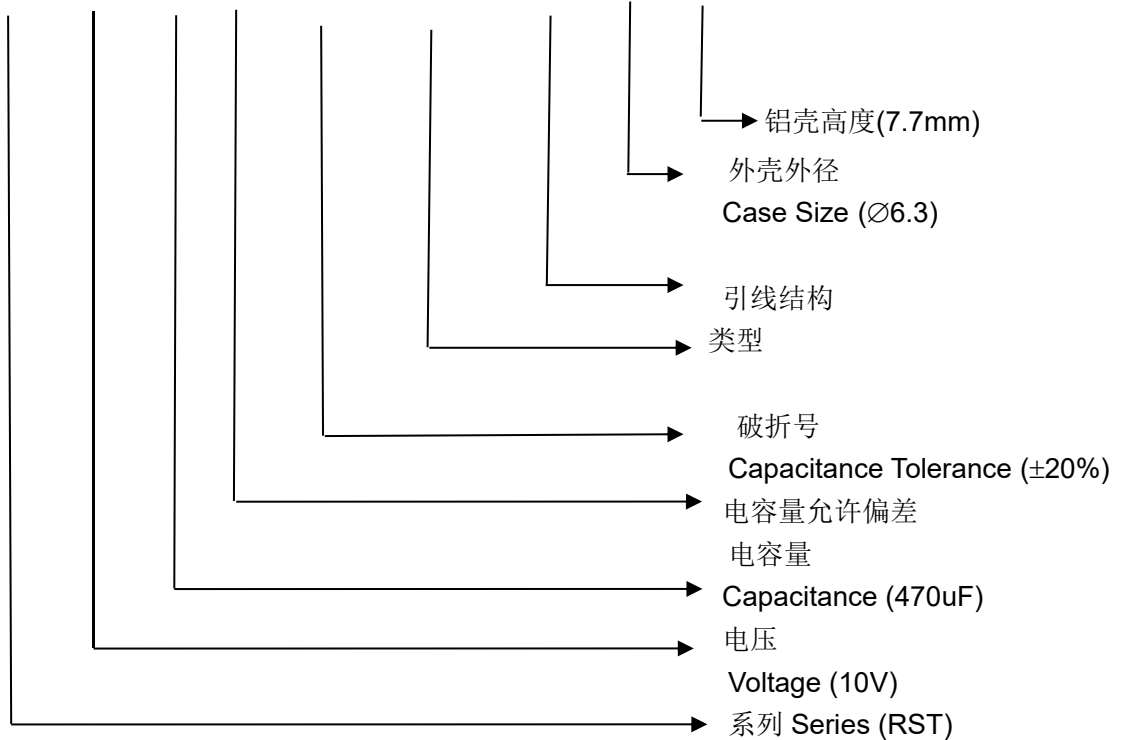 铝壳高度(7.7mm)
外壳外径
Case Size (∅6.3)
引线结构
类型
破折号
Capacitance Tolerance (±20%)
电容量允许偏差
电容量
Capacitance (470uF)
电压
Voltage (10V)
系列 Series (RST)